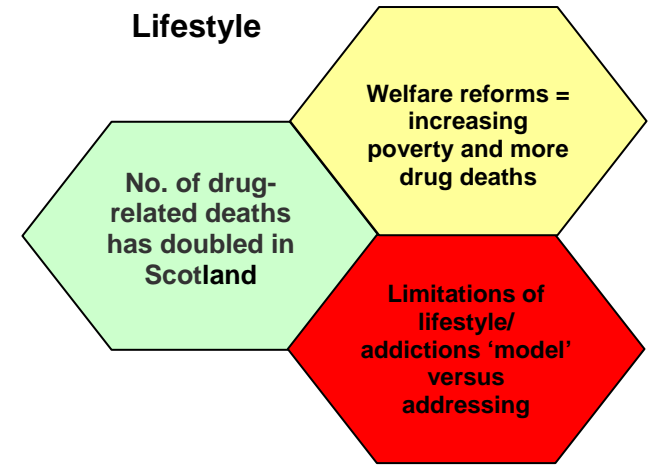 Lifestyle
Welfare reforms =
increasing
poverty and more
drug deaths
No. of drug-
related deaths
has doubled in
Scotland
Limitations of
lifestyle/
addictions ‘model’
versus
addressing